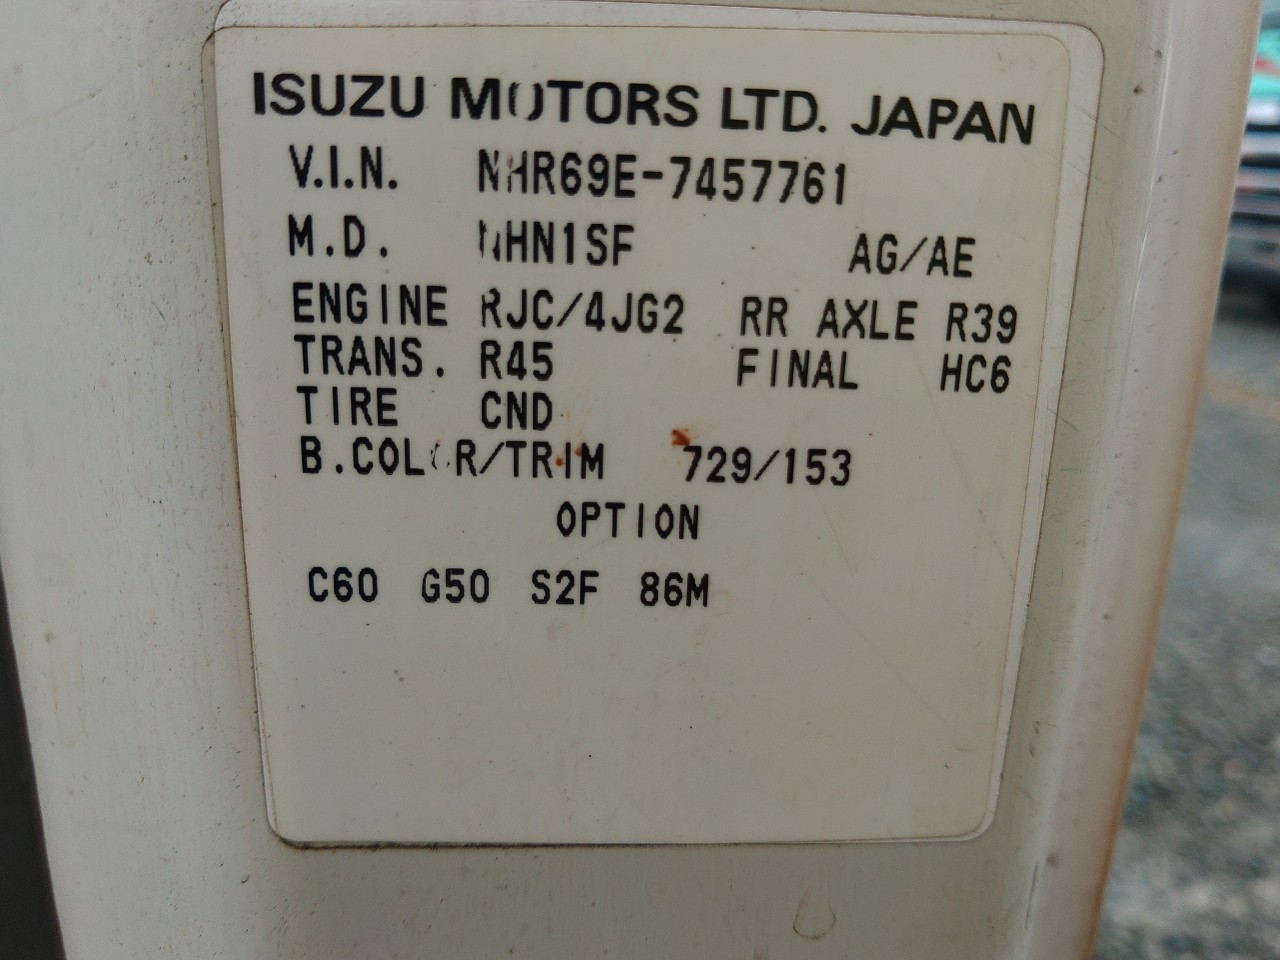 ISUZU MOTORS LTD. JAPAN
V.I.N. NHR69E-7457761
M.D. NHN1SF AG/AE
ENGINE RJC/4JG2 RR AXLE R39
TRANS. R45 FINAL HC6
TIRE CND
B.COLOR/TRIM 729/153
OPTION
C60 G50 S2F 86M